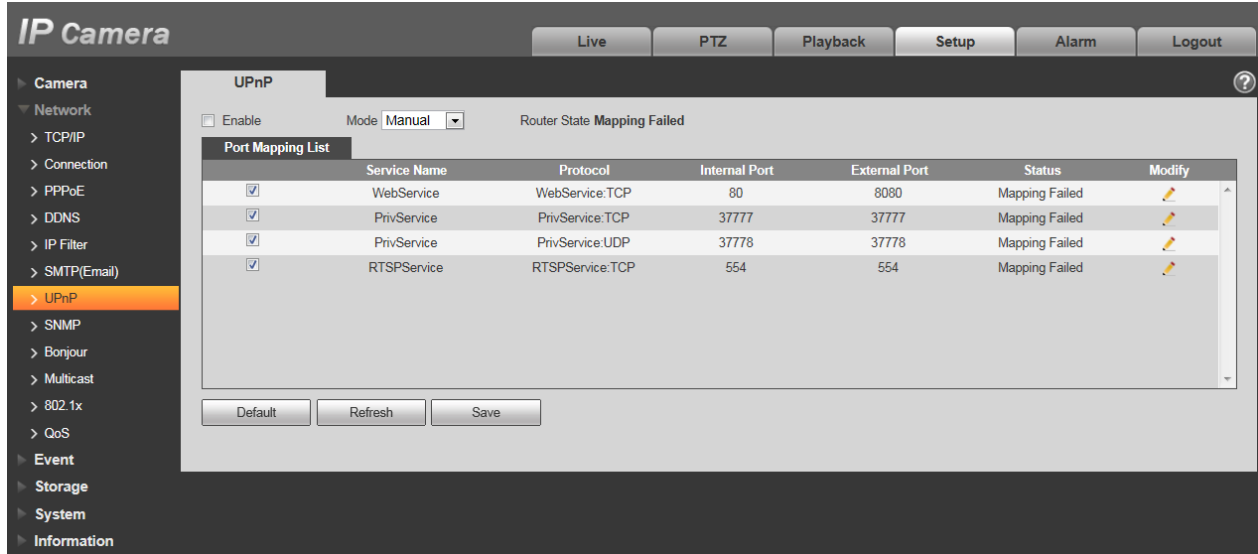 IP Camera
Live PTZ Playback Setup Alarm Logout
Camera
Network
TCP/IP
Connection
PPPoE
DDNS
IP Filter
SMTP(Email)
UPnP
SNMP
Bonjour
Multicast
802.1x
QoS
Event
Storage
System
Information
UPnP
?
Enable Mode Manual Router State Mapping Failed
Port Mapping List
Service Name Protocol Internal Port External Port Status Modify
WebService WebService:TCP 80 8080 Mapping Failed
PrivService PrivService:TCP 37777 37777 Mapping Failed
PrivService PrivService:UDP 37778 37778 Mapping Failed
RTSPService RTSPService:TCP 554 554 Mapping Failed
Default Refresh Save